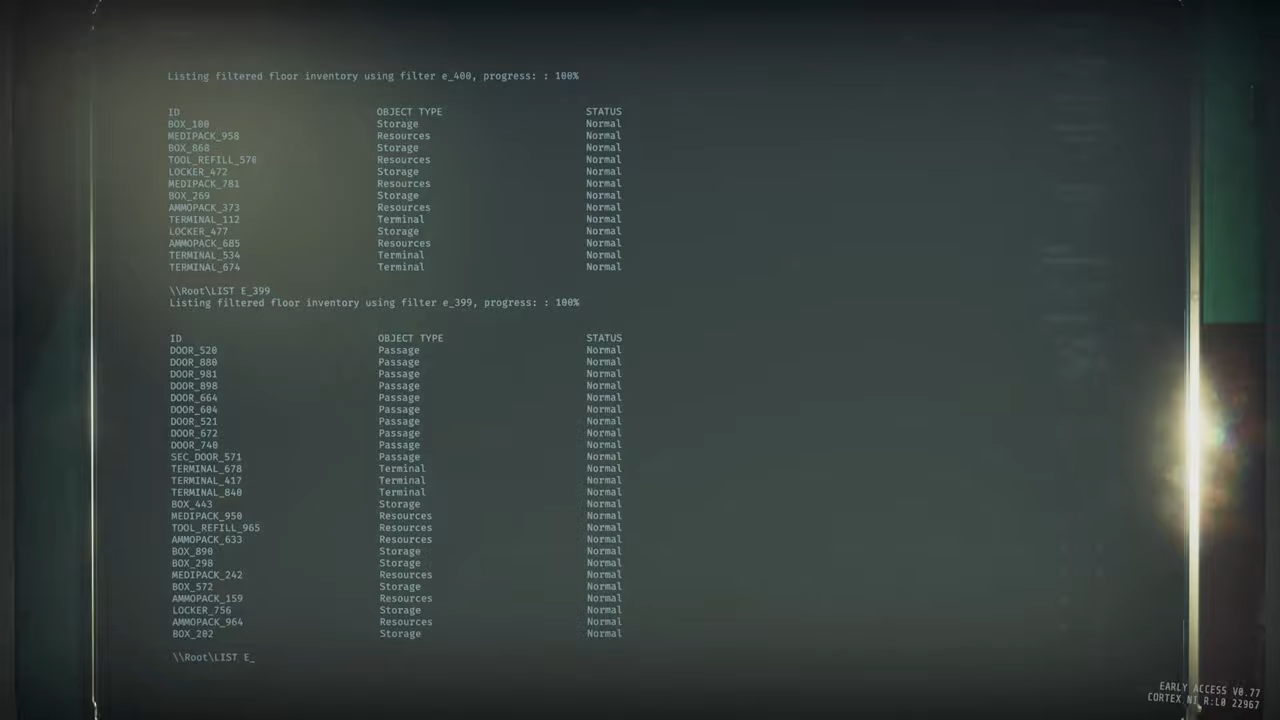 Listing filtered floor inventory using filter e_400, progress: : 100%
ID OBJECT TYPE STATUS
BOX_100 Storage Normal
MEDIPACK_958 Resources Normal
BOX_868 Storage Normal
TOOL_REFILL_576 Resources Normal
LOCKER_472 Storage Normal
MEDIPACK_781 Resources Normal
BOX_269 Storage Normal
AMMOPACK_373 Resources Normal
TERMINAL_112 Terminal Normal
LOCKER_477 Storage Normal
AMMOPACK_685 Resources Normal
TERMINAL_534 Terminal Normal
TERMINAL_674 Terminal Normal
\\Root\LIST E_399
Listing filtered floor inventory using filter e_399, progress: : 100%
ID OBJECT TYPE STATUS
DOOR_520 Passage Normal
DOOR_880 Passage Normal
DOOR_981 Passage Normal
DOOR_898 Passage Normal
DOOR_664 Passage Normal
DOOR_604 Passage Normal
DOOR_521 Passage Normal
DOOR_672 Passage Normal
DOOR_740 Passage Normal
SEC_DOOR_571 Passage Normal
TERMINAL_678 Terminal Normal
TERMINAL_417 Terminal Normal
TERMINAL_840 Terminal Normal
BOX_443 Storage Normal
MEDIPACK_950 Resources Normal
TOOL_REFILL_965 Resources Normal
AMMOPACK_633 Resources Normal
BOX_890 Storage Normal
BOX_298 Storage Normal
MEDIPACK_242 Resources Normal
BOX_572 Storage Normal
AMMOPACK_159 Resources Normal
LOCKER_756 Storage Normal
AMMOPACK_964 Resources Normal
BOX_202 Storage Normal
\\Root\LIST E_
EARLY ACCESS V0.77
CORTEX NI R:L0 22967